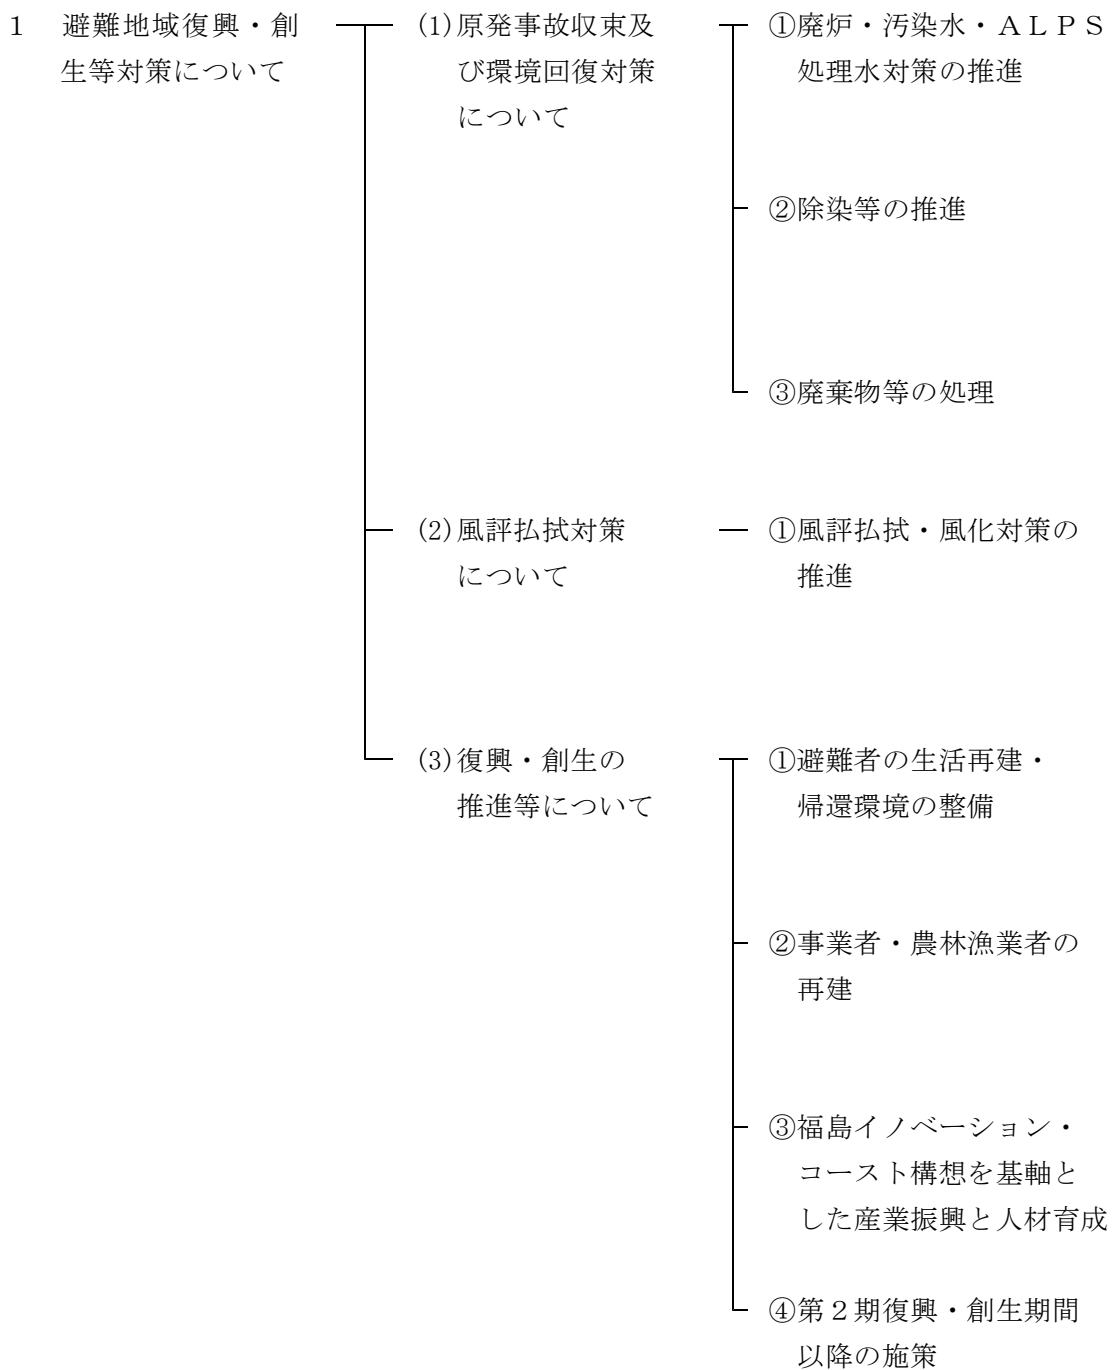 1 避難地域復興・創
生等対策について
(1)原発事故収束及
び環境回復対策
について
①廃炉・汚染水・ＡＬＰＳ
処理水対策の推進
②除染等の推進
③廃棄物等の処理
(2)風評払拭対策
について
①風評払拭・風化対策の
推進
(3)復興・創生の
推進等について
①避難者の生活再建・
帰還環境の整備
②事業者・農林漁業者の
再建
③福島イノベーション・
コースト構想を基軸と
した産業振興と人材育成
④第２期復興・創生期間
以降の施策